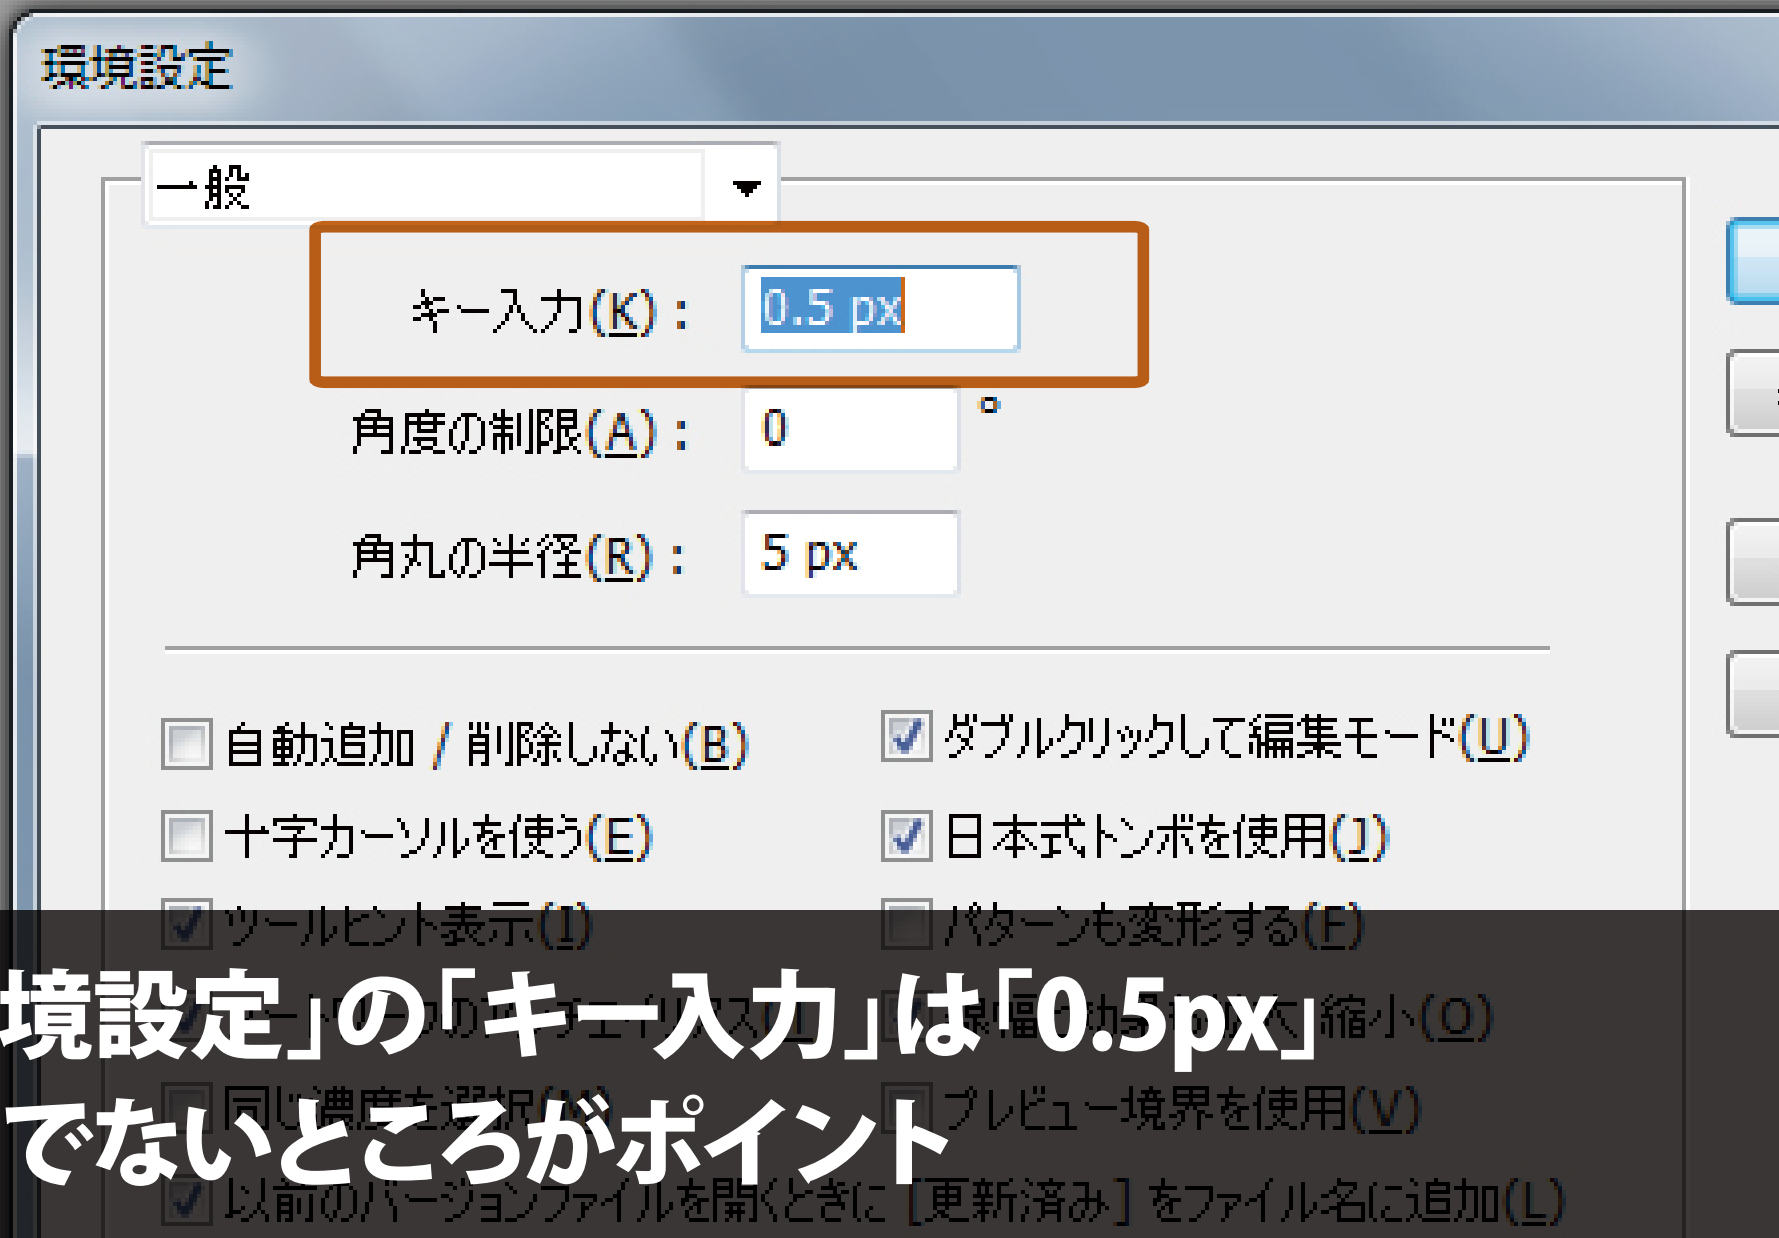 環境設定
一般
キー入力(K)： 0.5 px
角度の制限(A)： 0 °
角丸の半径(R)： 5 px
自動追加 / 削除しない(B)
ダブルクリックして編集モード(U)
十字カーソルを使う(E)
日本式トンボを使用(J)
ツールヒント表示(I)
パターンも変形する(F)
境設定」の「キー入力」は「0.5px」
縮小(O)
同じ濃度を選択(M)
プレビュー境界を使用(V)
でないところがポイント
以前のバージョンファイルを開くときに [更新済み] をファイル名に追加(L)